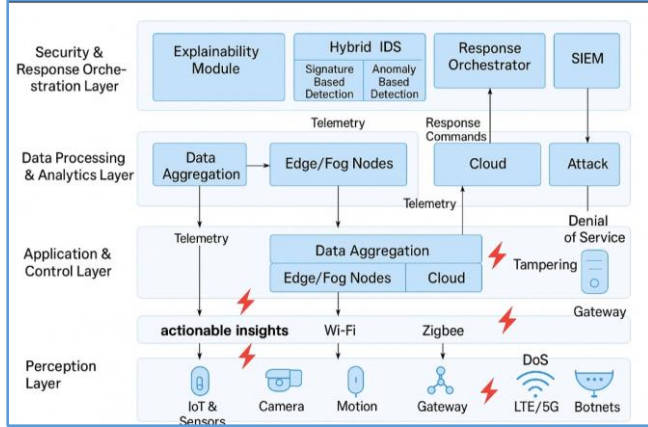 Security &
Response Orche-
stration Layer
Explainability
Module
Hybrid IDS
Signature
Based
Detection
Anomaly
Based
Detection
Response
Orchestrator
SIEM
Telemetry
Response
Commands
Data Processing
& Analytics Layer
Data
Aggregation
Edge/Fog Nodes
Cloud
Attack
Telemetry
Denial
of Service
Telemetry
Application &
Control Layer
Data Aggregation
Edge/Fog Nodes
Cloud
Tampering
Gateway
actionable insights
Wi-Fi
Zigbee
Perception
Layer
DoS
IoT &
Sensors
Camera
Motion
Gateway
LTE/5G
Botnets